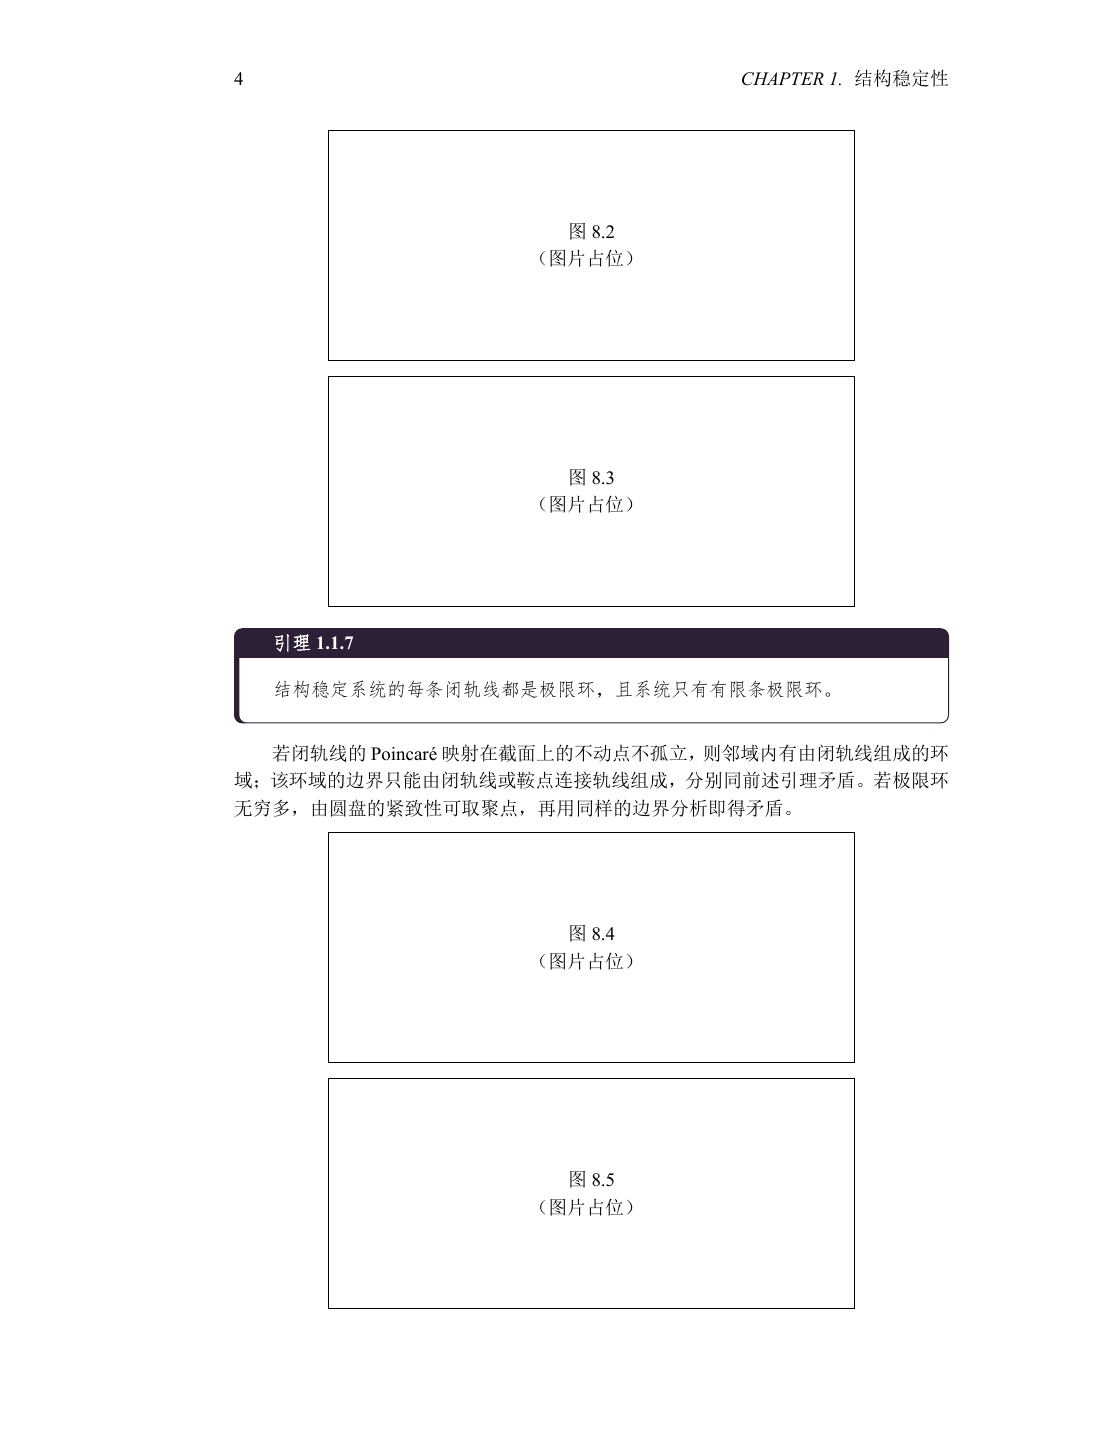 4 CHAPTER 1. 结构稳定性
图 8.2
（图片占位）
图 8.3
（图片占位）
引理 1.1.7
结构稳定系统的每条闭轨线都是极限环，且系统只有有限条极限环。
若闭轨线的 Poincaré 映射在截面上的不动点不孤立，则邻域内有由闭轨线组成的环
域；该环域的边界只能由闭轨线或鞍点连接轨线组成，分别同前述引理矛盾。若极限环
无穷多，由圆盘的紧致性可取聚点，再用同样的边界分析即得矛盾。
图 8.4
（图片占位）
图 8.5
（图片占位）